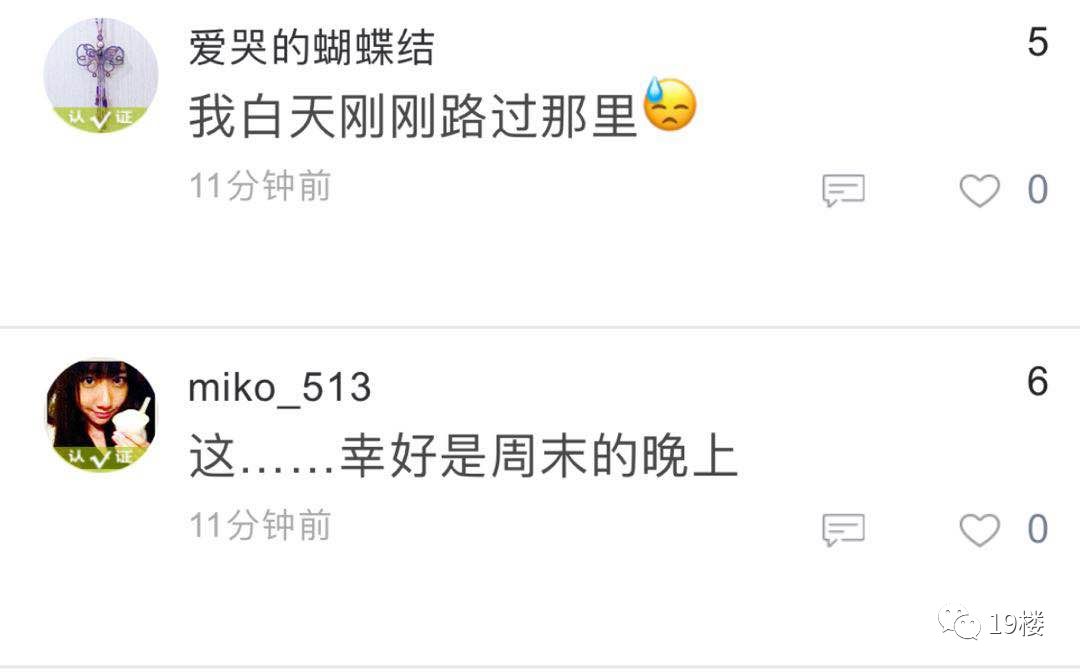 爱哭的蝴蝶结
5
我白天刚刚路过那里😓
认证
11分钟前
0
miko_513
6
这……幸好是周末的晚上
认证
11分钟前
0
19楼